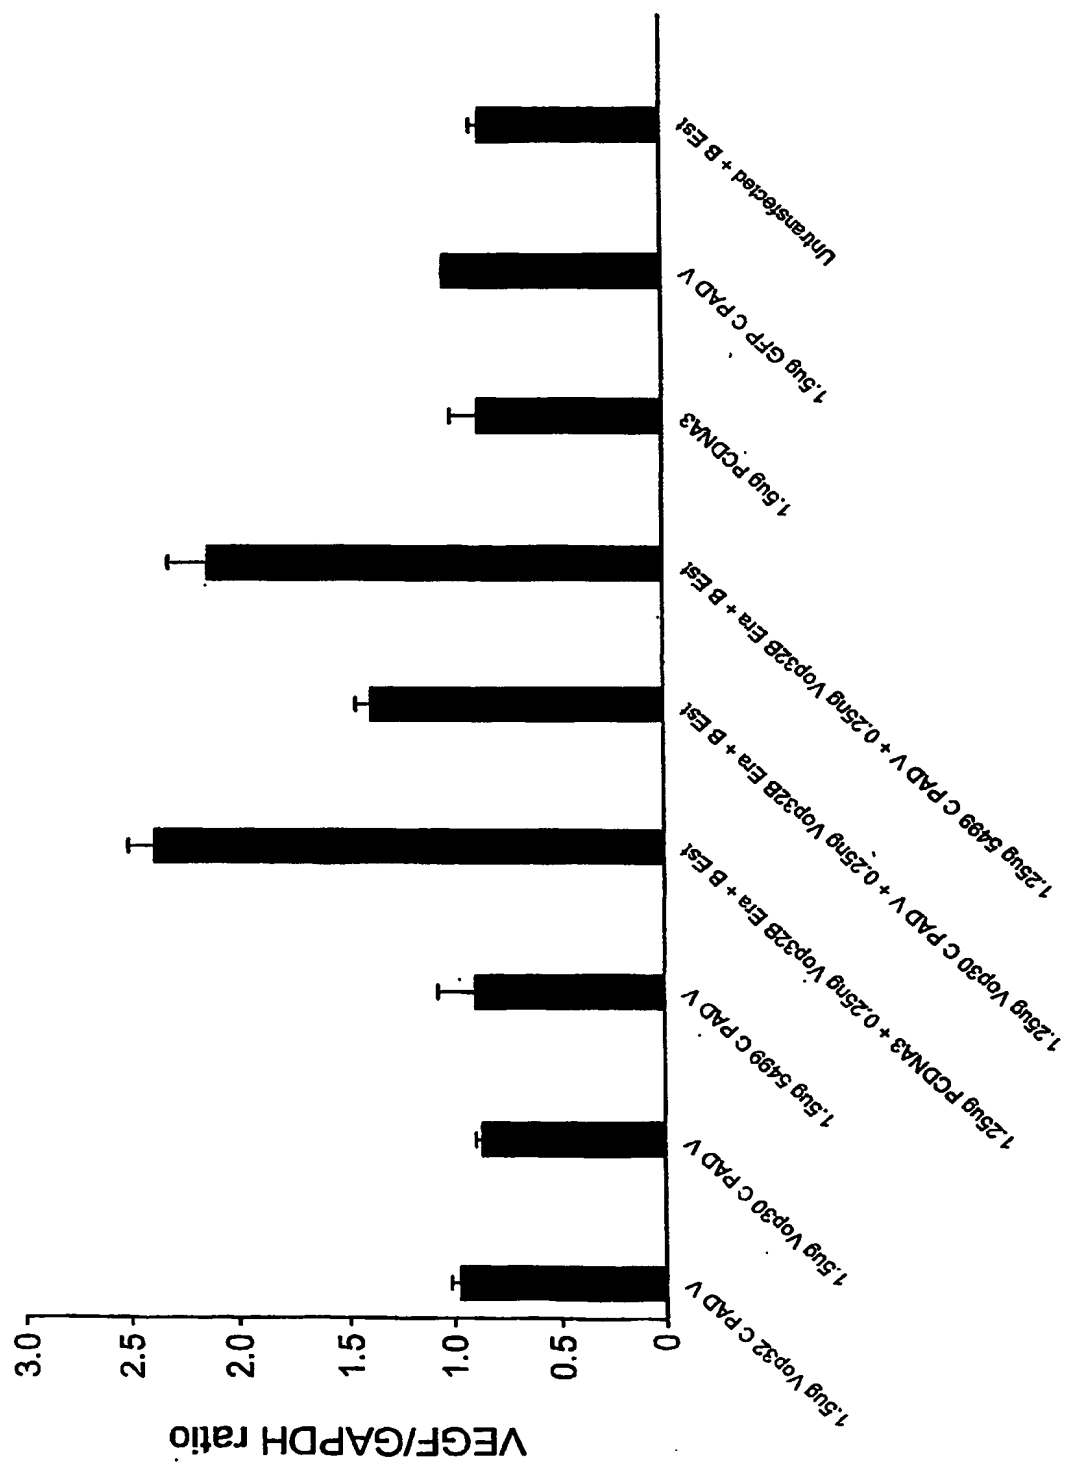 VEGF/GAPDH ratio
3.0
2.5
2.0
1.5
1.0
0.5
0
1.5ug Vop32 C PAD V
1.5ug Vop30 C PAD V
1.5ug 5499 C PAD V
1.25ug PCDNA3 + 0.25ng Vop32B Era + B Est
1.25ug Vop30 C PAD V + 0.25ng Vop32B Era + B Est
1.25ug 5499 C PAD V + 0.25ng Vop32B Era + B Est
1.5ug PCDNA3
1.5ug GFP C PAD V
Untransfected + B Est